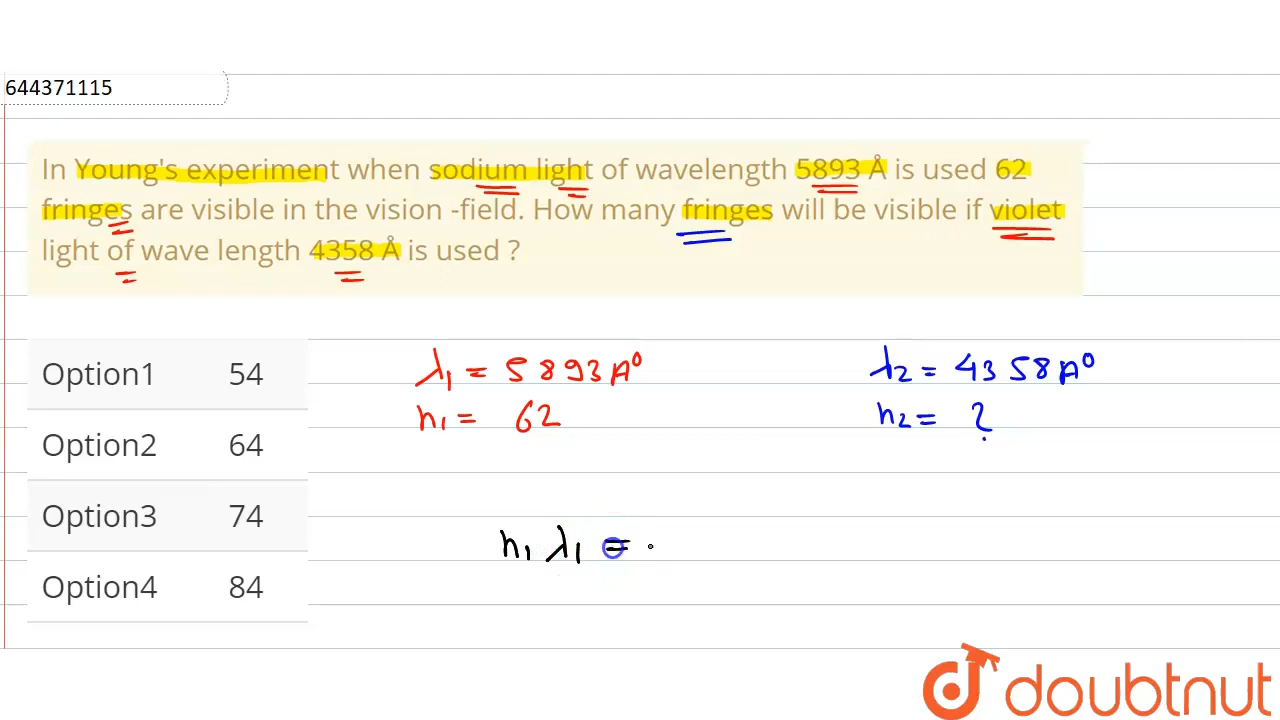 644371115
In Young's experiment when sodium light of wavelength 5893 Å is used 62
fringes are visible in the vision -field. How many fringes will be visible if violet
light of wave length 4358 Å is used ?
Option1 54
Option2 64
Option3 74
Option4 84
λ1 = 5893A⁰
n1 = 62
λ2 = 4358A⁰
n2 = ?
n1 λ1 =
doubtnut